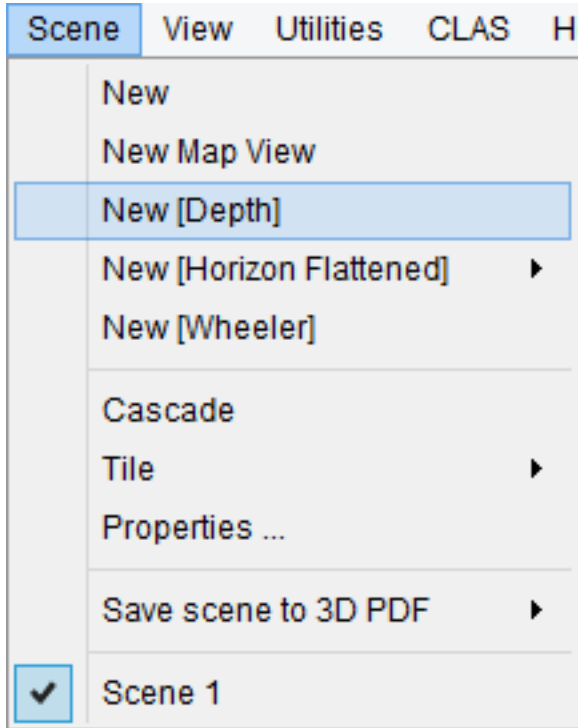 Scene View Utilities CLAS H
New
New Map View
New [Depth]
New [Horizon Flattened]
New [Wheeler]
Cascade
Tile
Properties ...
Save scene to 3D PDF
Scene 1